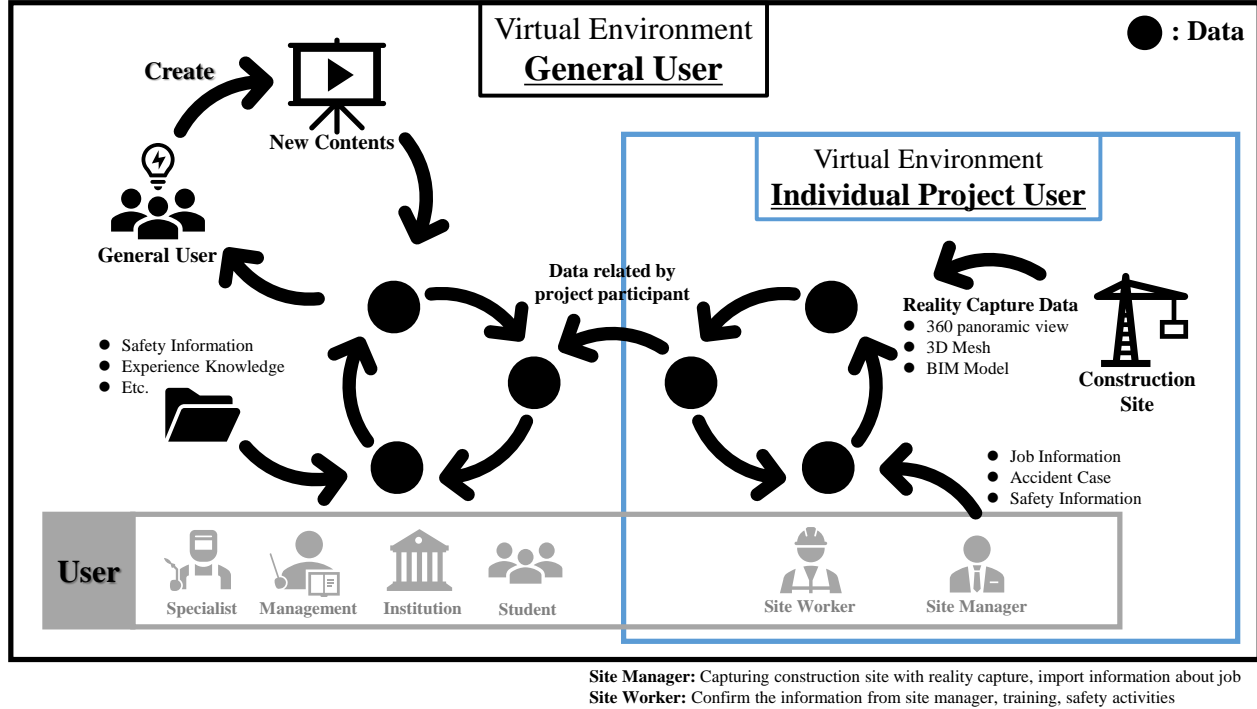 Virtual Environment
General User
: Data
Create
New Contents
General User
Virtual Environment
Individual Project User
Data related by
project participant
Reality Capture Data
● 360 panoramic view
● 3D Mesh
● BIM Model
Construction
Site
● Safety Information
● Experience Knowledge
● Etc.
● Job Information
● Accident Case
● Safety Information
User
Specialist
Management
Institution
Student
Site Worker
Site Manager
Site Manager: Capturing construction site with reality capture, import information about job
Site Worker: Confirm the information from site manager, training, safety activities